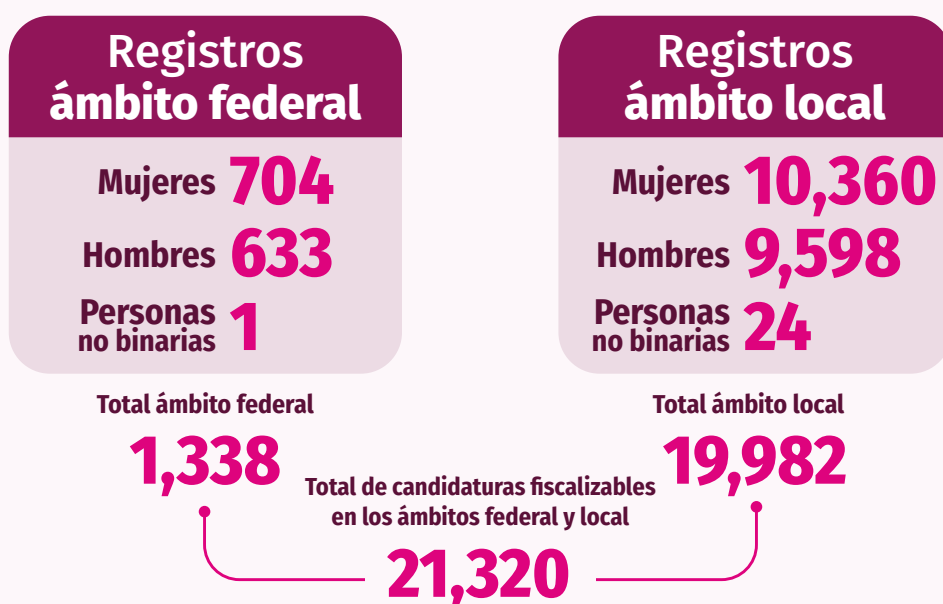 Registros
ámbito federal
Mujeres 704
Hombres 633
Personas
no binarias 1
Total ámbito federal
1,338
Registros
ámbito local
Mujeres 10,360
Hombres 9,598
Personas
no binarias 24
Total ámbito local
19,982
Total de candidaturas fiscalizables
en los ámbitos federal y local
21,320